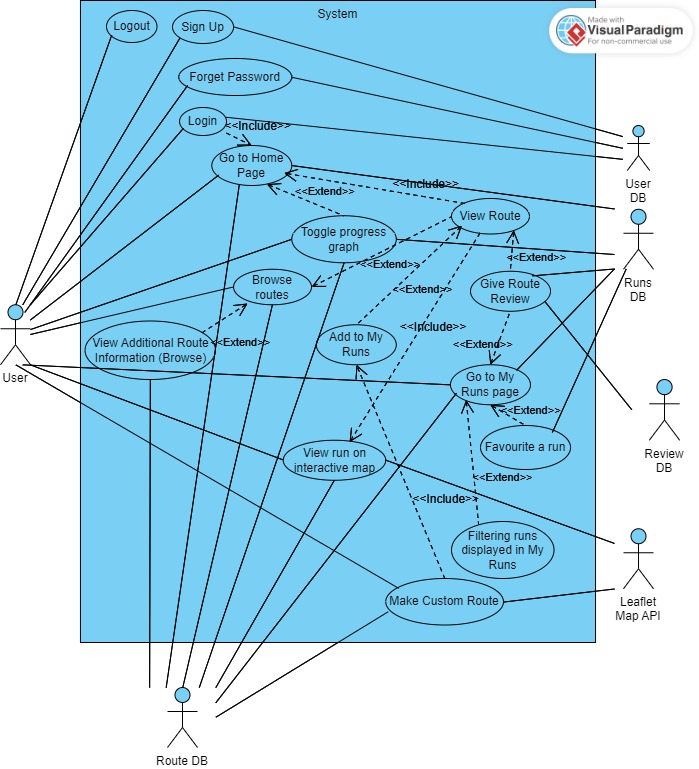 System
Made with
VisualParadigm
For non-commercial use
Logout
Sign Up
Forget Password
Login
<<Include>>
Go to Home
Page
<<Include>>
<<Extend>>
User
DB
View Route
Toggle progress
graph
<<Extend>>
<<Extend>>
Runs
DB
Browse
routes
Give Route
Review
<<Extend>>
<<Include>>
View Additional Route
Information (Browse)
<<Extend>>
Add to My
Runs
<<Extend>>
User
Go to My
Runs page
<<Extend>>
Favourite a run
Review
DB
View run on
interactive map
<<Extend>>
<<Include>>
Filtering runs
displayed in My
Runs
Make Custom Route
Leaflet
Map API
Route DB